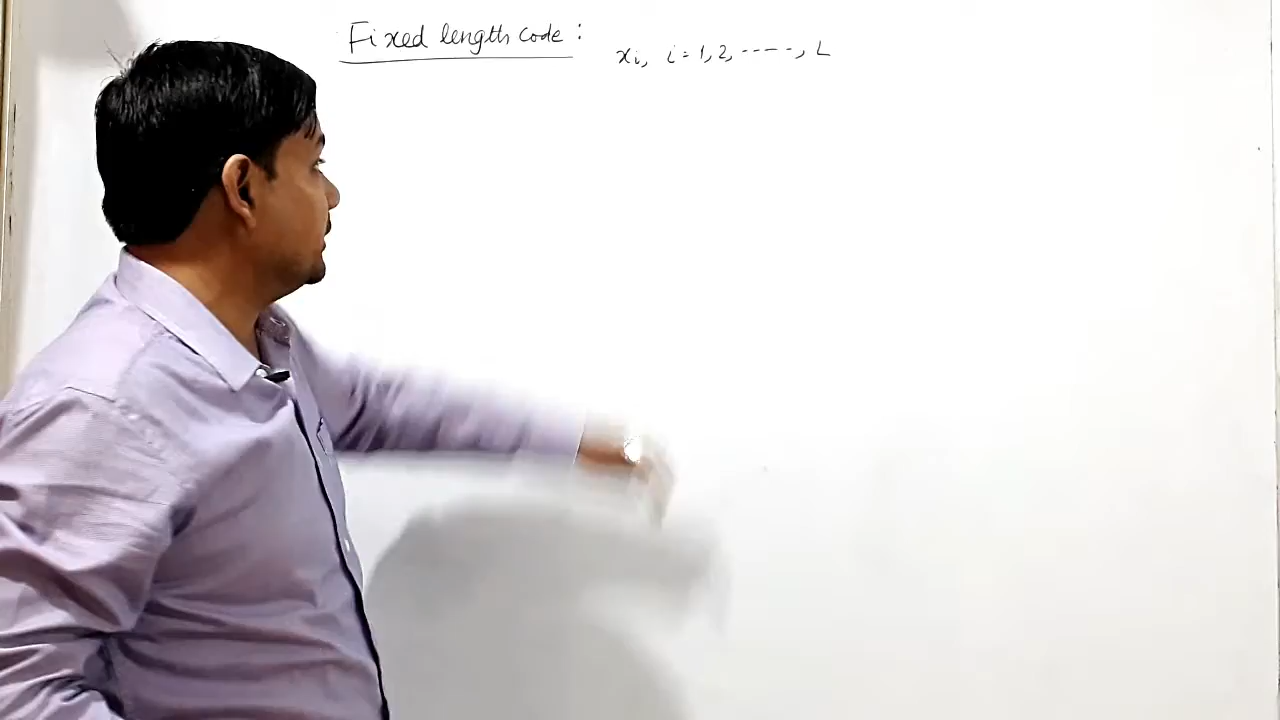 Fixed length code :
xi, i = 1, 2, -----, L